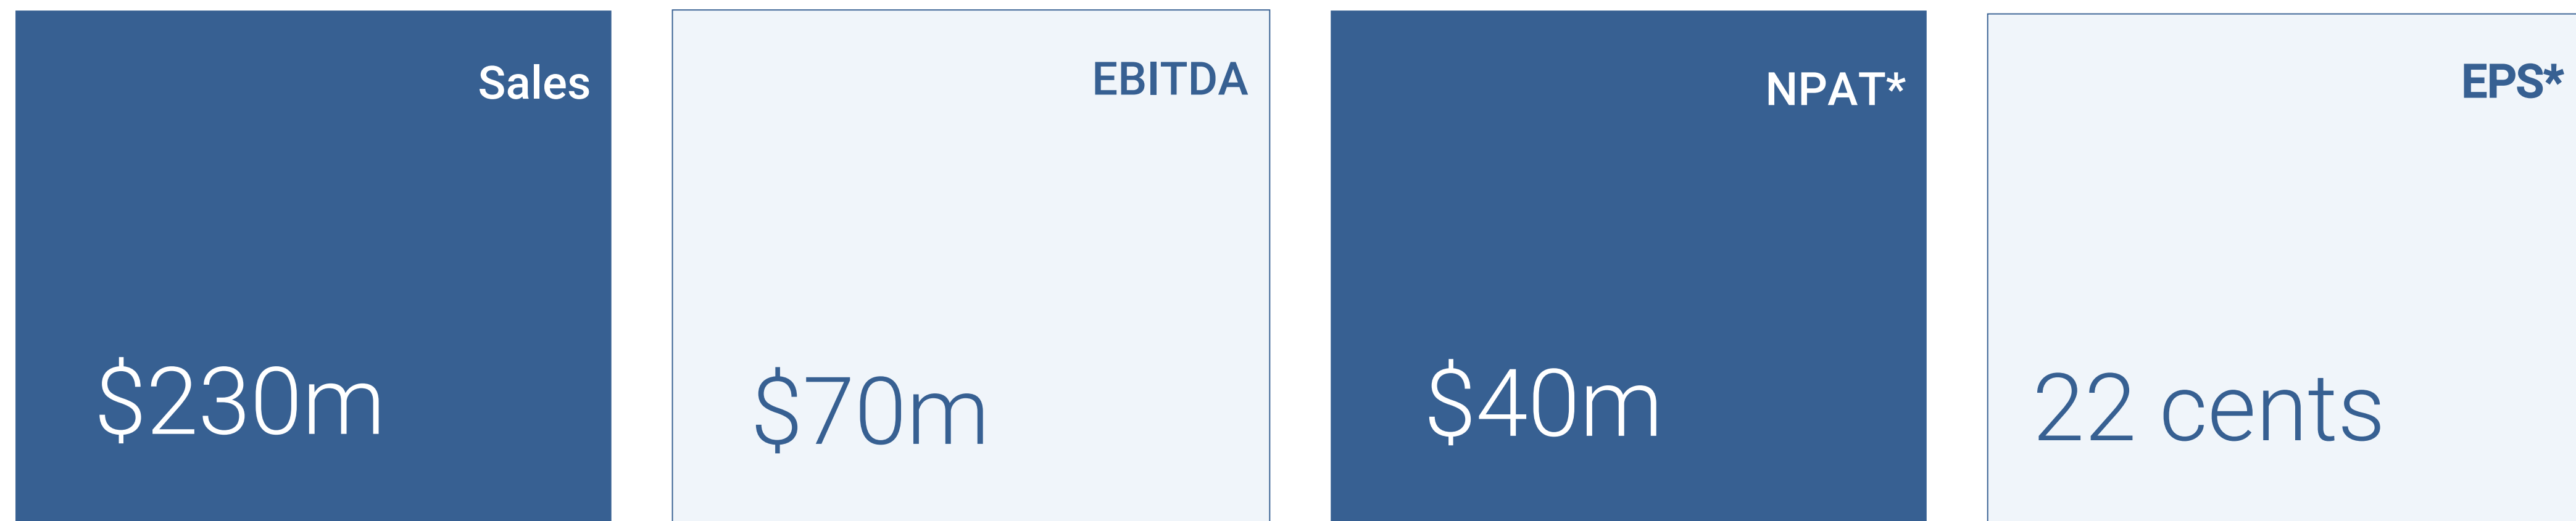 Sales
$230m
EBITDA
$70m
NPAT*
$40m
EPS*
22 cents